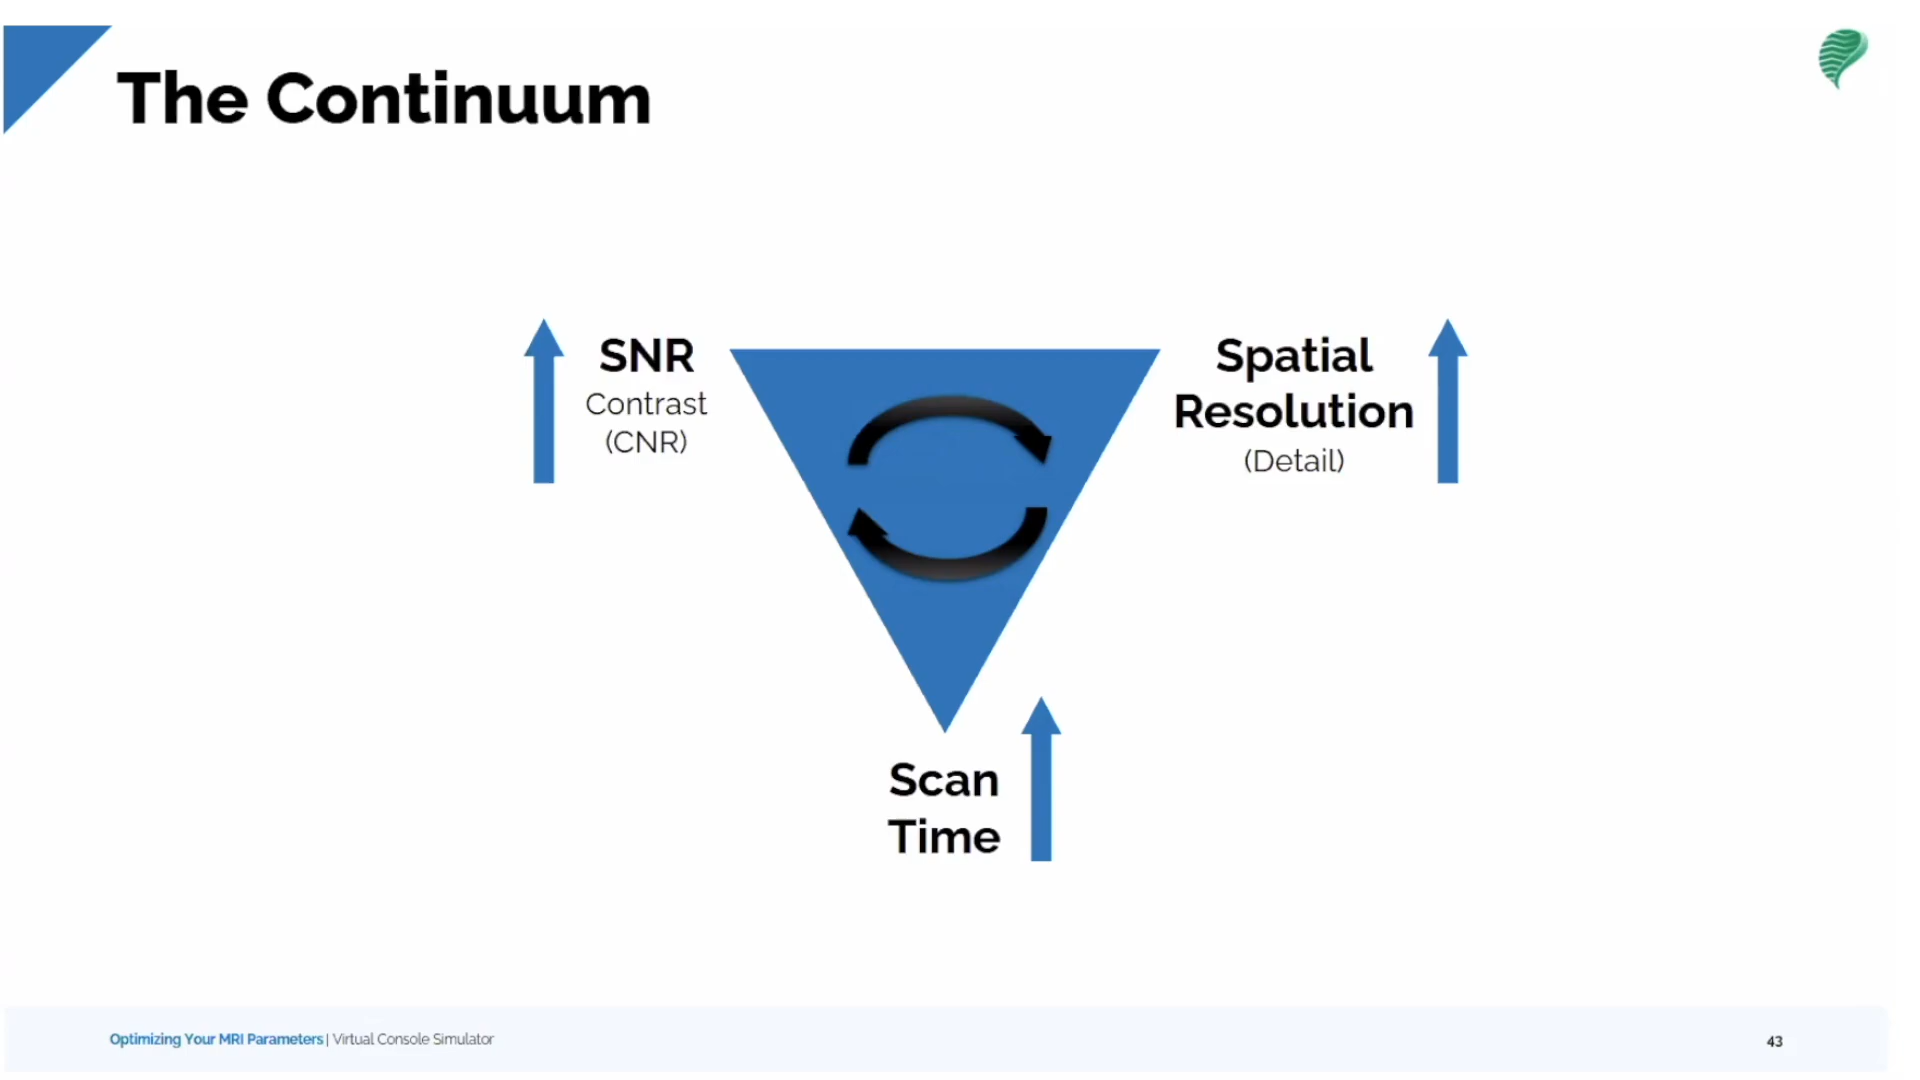 The Continuum
SNR
Contrast
(CNR)
Spatial
Resolution
(Detail)
Scan
Time
Optimizing Your MRI Parameters | Virtual Console Simulator
43